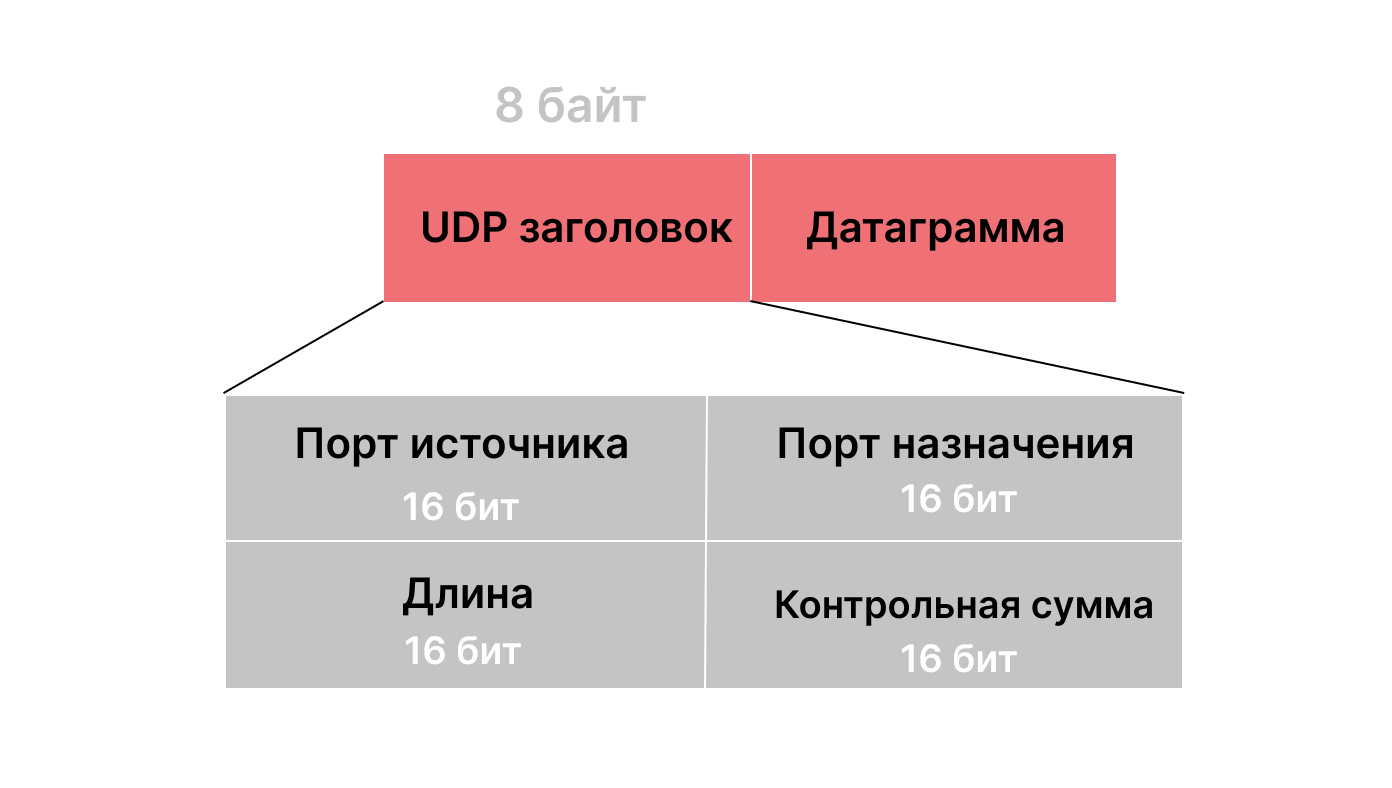 8 байт
UDP заголовок
Датаграмма
Порт источника
16 бит
Порт назначения
16 бит
Длина
16 бит
Контрольная сумма
16 бит